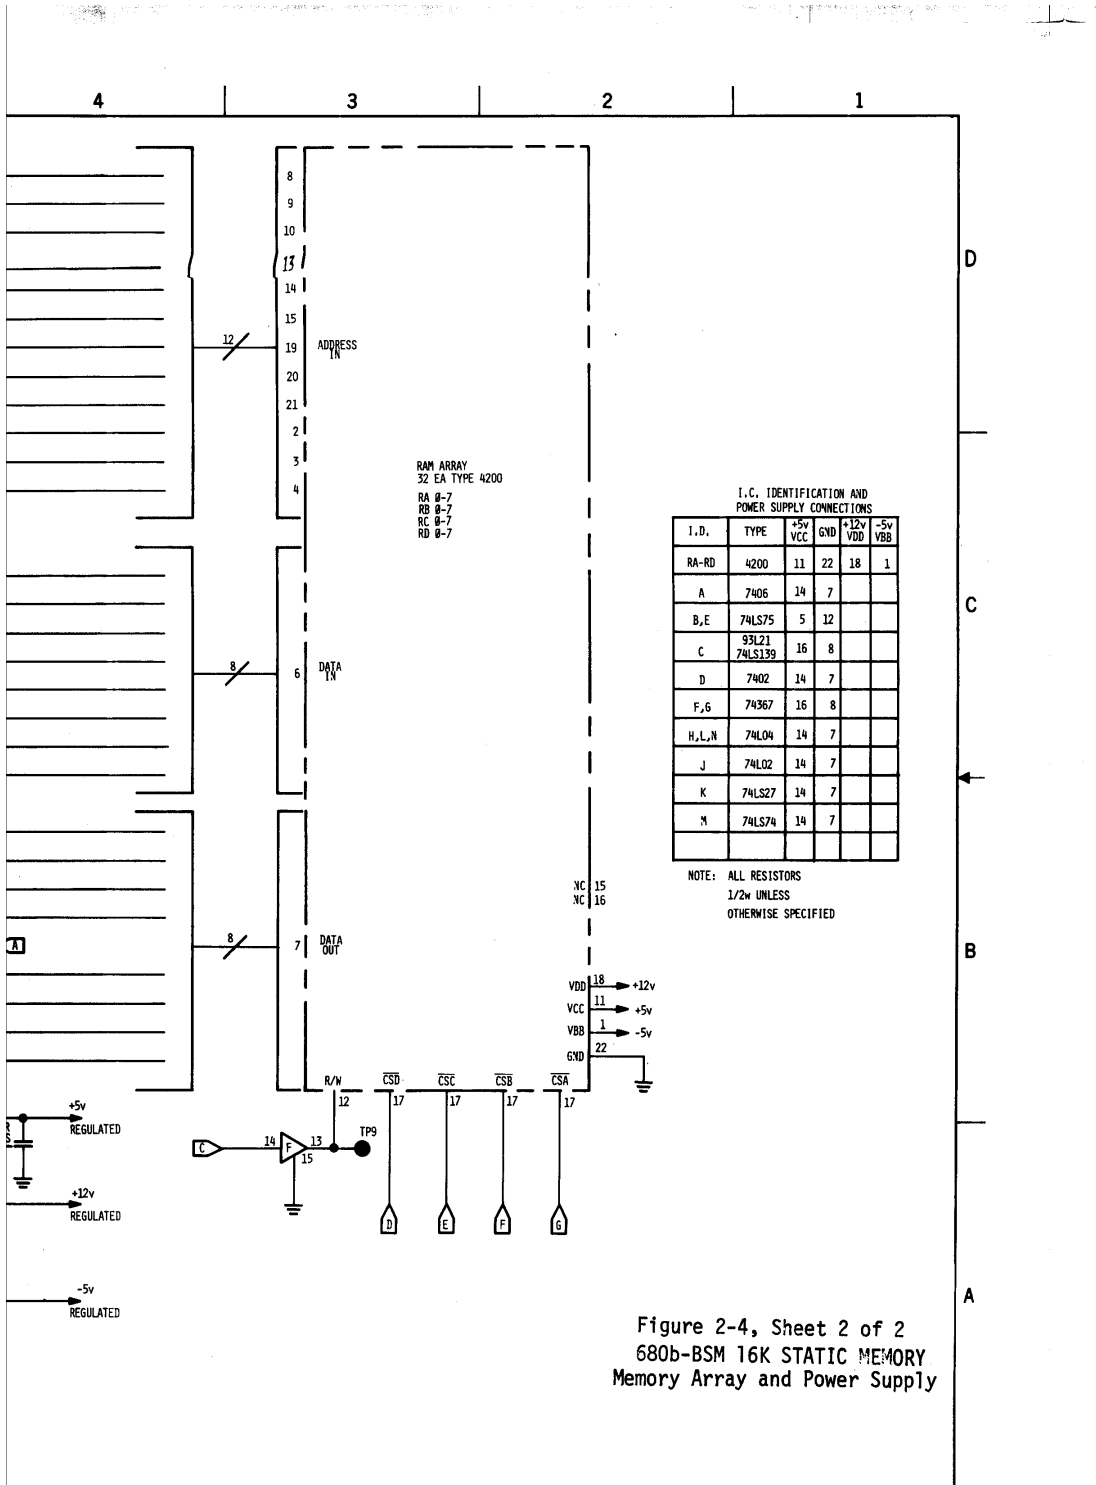 4 3 2 1
8
9
10
D
13
14
15
12
19 ADDRESS
IN
20
21
2
3
4
RAM ARRAY
32 EA TYPE 4200
RA 0-7
RB 0-7
RC 0-7
RD 0-7
I.C. IDENTIFICATION AND
POWER SUPPLY CONNECTIONS
I.D. TYPE +5v VCC GND +12v VDD -5v VBB
RA-RD 4200 11 22 18 1
A 7406 14 7
B,E 74LS75 5 12
C 93L21 74LS139 16 8
D 7402 14 7
F,G 74367 16 8
H,L,N 74L04 14 7
J 74L02 14 7
K 74LS27 14 7
M 74LS74 14 7
NOTE: ALL RESISTORS
1/2w UNLESS
OTHERWISE SPECIFIED
C
8 6 DATA
IN
NC 15
NC 16
A 8 7 DATA
OUT
B
VDD 18 +12v
VCC 11 +5v
VBB 1 -5v
GND 22
R/W CSD CSC CSB CSA
12 17 17 17 17
+5v
REGULATED
C 14 F 13 TP9
15
+12v
REGULATED
D E F G
-5v
REGULATED
A
Figure 2-4, Sheet 2 of 2
680b-BSM 16K STATIC MEMORY
Memory Array and Power Supply